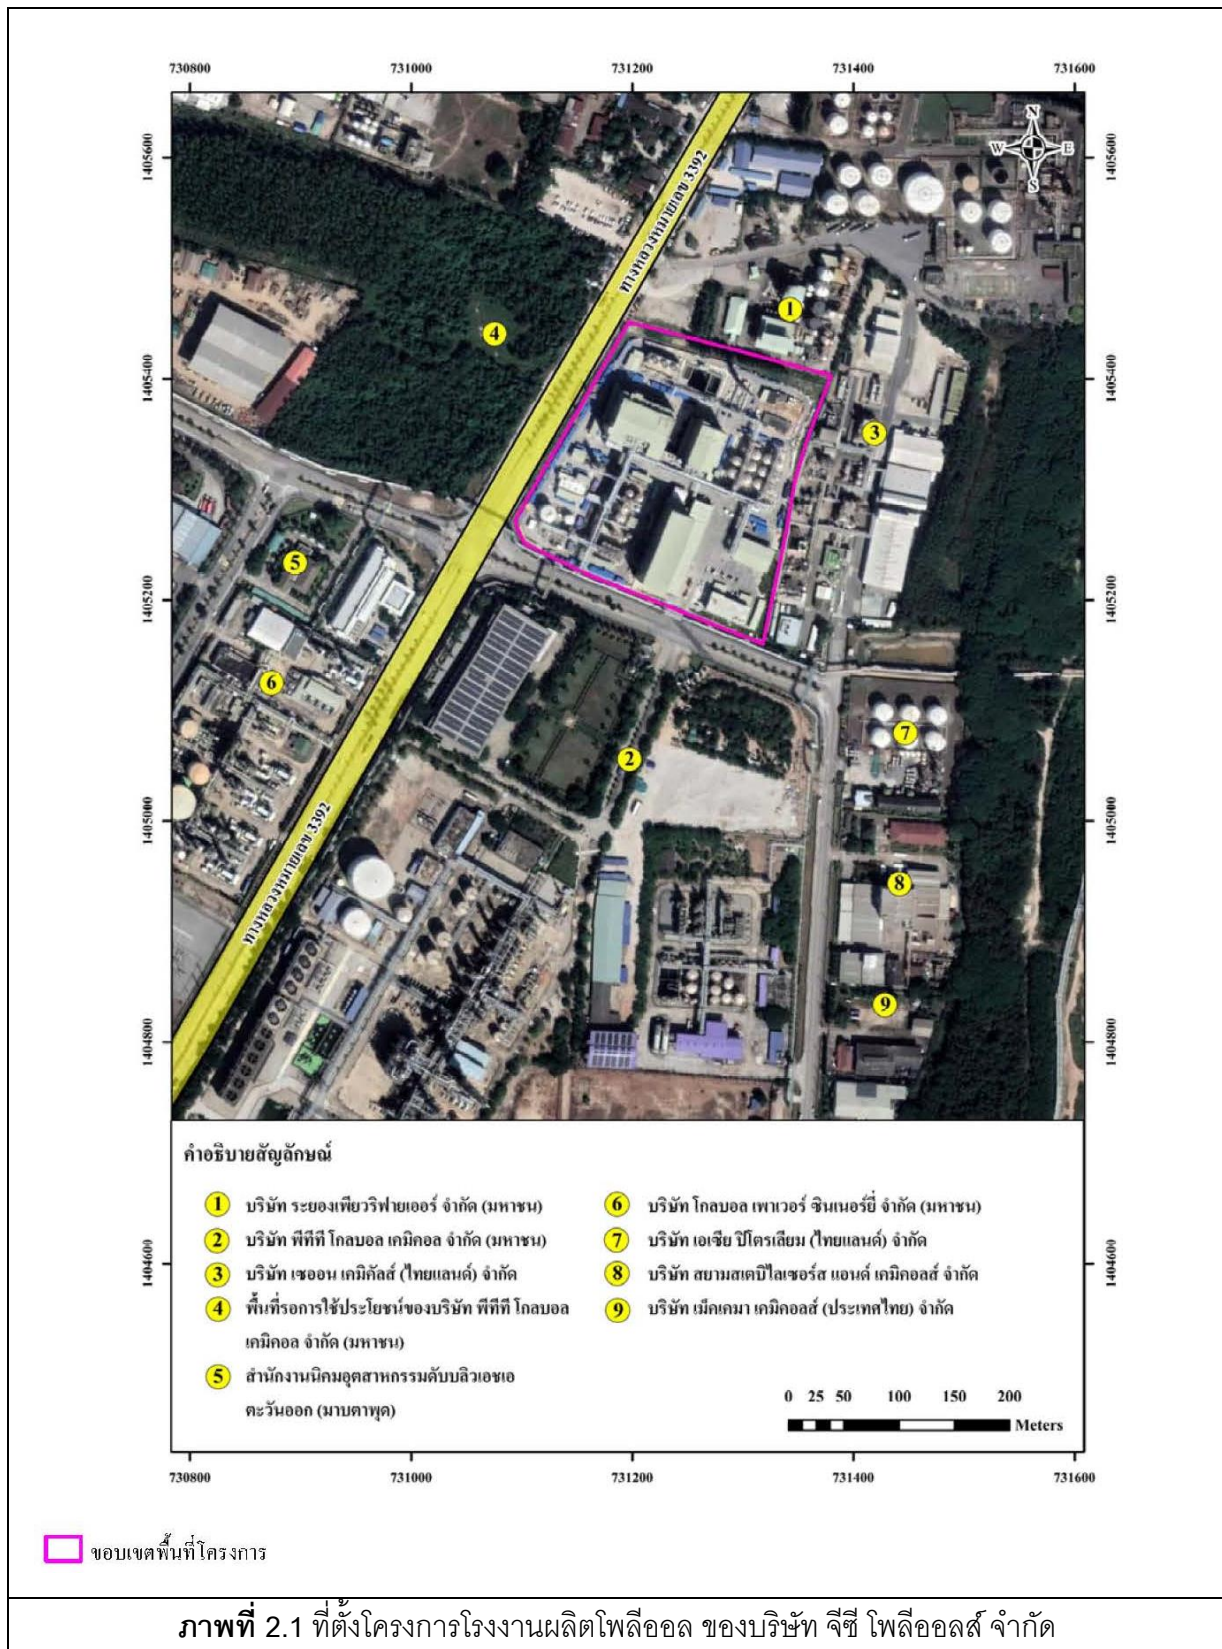 730800 731000 731200 731400 731600
N
W E
S
1405600 1405600
ทางหลวงหมายเลข 3392
1
4
1405400 1405400
3
5
1405200 1405200
6
7
2
1405000 1405000
ทางหลวงหมายเลข 3392
8
9
1404800 1404800
คำอธิบายสัญลักษณ์
1 บริษัท ระยองเพียวริฟายเออร์ จำกัด (มหาชน)
2 บริษัท พีทีที โกลบอล เคมิคอล จำกัด (มหาชน)
3 บริษัท เซออน เคมิคัลส์ (ไทยแลนด์) จำกัด
4 พื้นที่รอการใช้ประโยชน์ของบริษัท พีทีที โกลบอล
เคมิคอล จำกัด (มหาชน)
5 สำนักงานนิคมอุตสาหกรรมดับบลิวเอชเอ
ตะวันออก (มาบตาพุด)
6 บริษัท โกลบอล เพาเวอร์ ซินเนอร์ยี่ จำกัด (มหาชน)
7 บริษัท เอเซีย ปิโตรเลียม (ไทยแลนด์) จำกัด
8 บริษัท สยามสเตบิไลเซอร์ส แอนด์ เคมิคอลส์ จำกัด
9 บริษัท เม็คเคมา เคมิคอลส์ (ประเทศไทย) จำกัด
1404600 1404600
0 25 50 100 150 200
Meters
730800 731000 731200 731400 731600
ขอบเขตพื้นที่โครงการ
ภาพที่ 2.1 ที่ตั้งโครงการโรงงานผลิตโพลีออล ของบริษัท จีซี โพลีออลส์ จำกัด